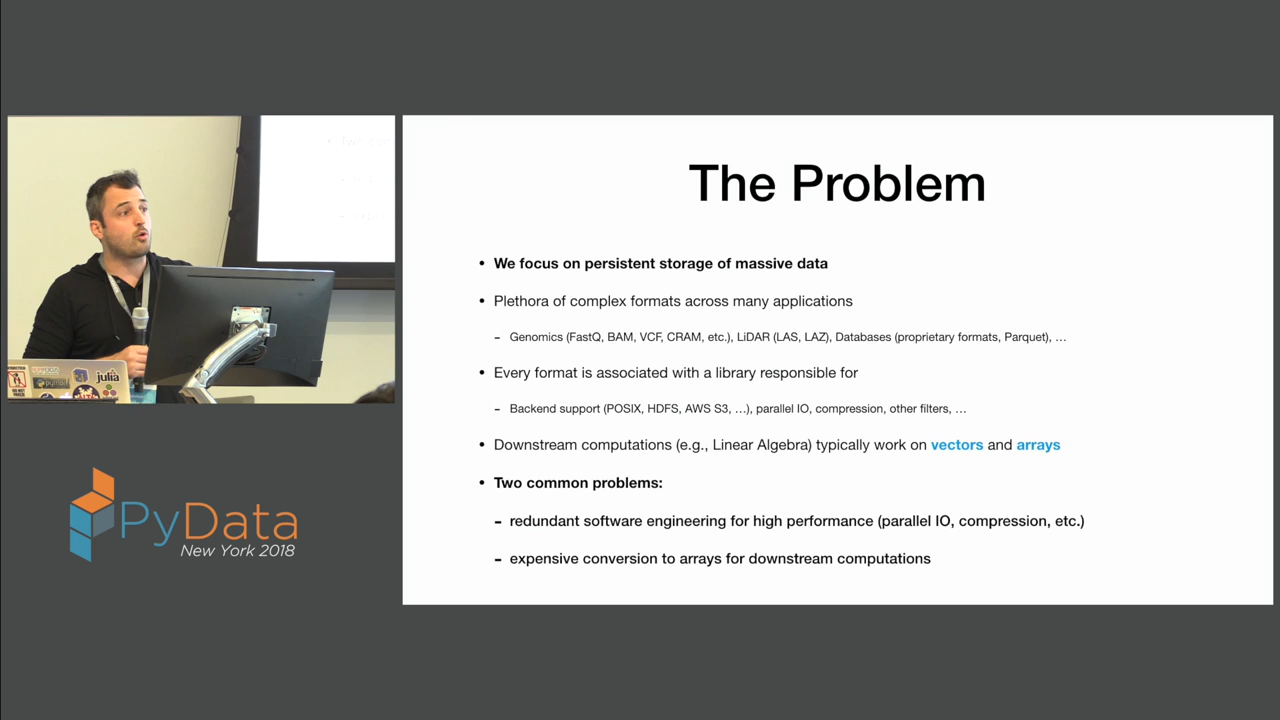 The Problem
• We focus on persistent storage of massive data
• Plethora of complex formats across many applications
- Genomics (FastQ, BAM, VCF, CRAM, etc.), LiDAR (LAS, LAZ), Databases (proprietary formats, Parquet), …
• Every format is associated with a library responsible for
- Backend support (POSIX, HDFS, AWS S3, …), parallel IO, compression, other filters, …
• Downstream computations (e.g., Linear Algebra) typically work on vectors and arrays
• Two common problems:
- redundant software engineering for high performance (parallel IO, compression, etc.)
- expensive conversion to arrays for downstream computations
julia
PyData
New York 2018